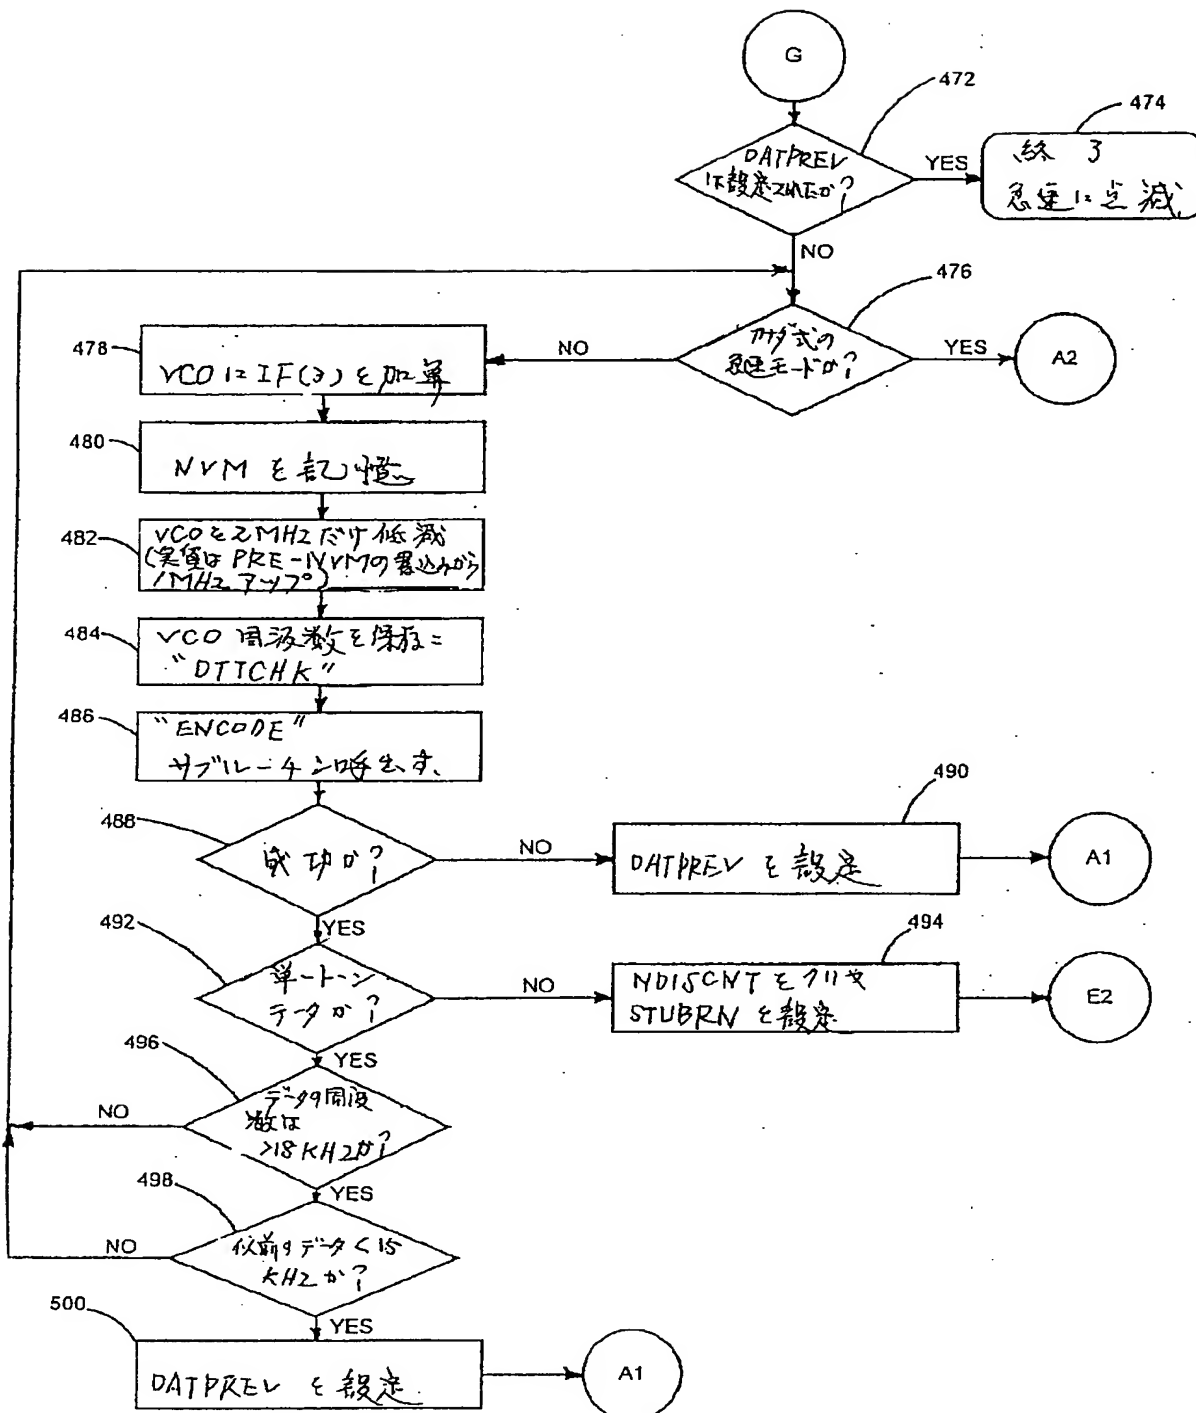 G
472
474
DATPREV
は設定されたか?
YES
終了
急速に点滅
NO
476
カナダ式の
急速モードか?
NO
YES
A2
478
VCOにIF(3)を加算
480
NVMを記憶
482
VCOを2MHZだけ低減
(実質はPRE-NVMの書込みから
1MHZアップ)
484
VCO周波数を保存=
"DTTCHK"
486
"ENCODE"
サブルーチン呼出す、
488
成功か?
NO
490
DATPREVを設定
A1
YES
492
単一トーン
データか?
NO
494
NDISCNTをクリヤ
STUBRNを設定
E2
YES
496
データの周波
数は
>18KHZか?
NO
YES
498
以前のデータ<15
KHZか?
NO
YES
500
DATPREVを設定
A1